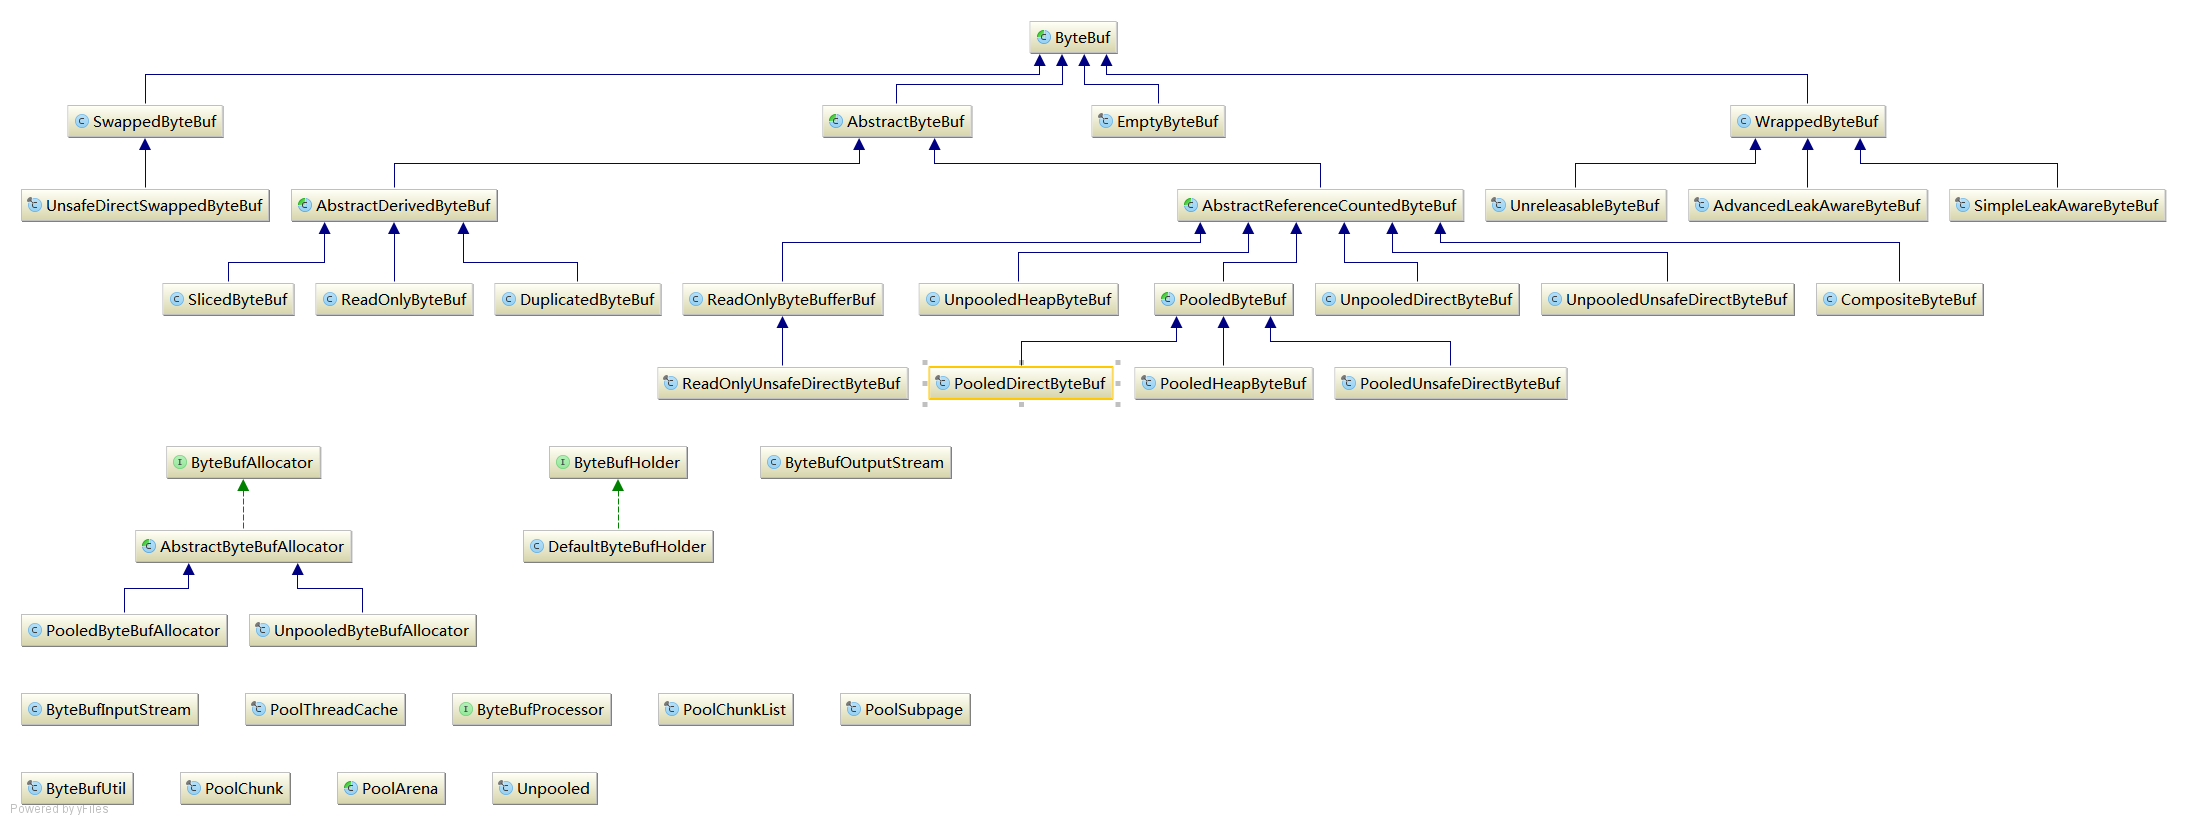 ByteBuf
SwappedByteBuf
AbstractByteBuf
EmptyByteBuf
WrappedByteBuf
UnsafeDirectSwappedByteBuf
AbstractDerivedByteBuf
AbstractReferenceCountedByteBuf
UnreleasableByteBuf
AdvancedLeakAwareByteBuf
SimpleLeakAwareByteBuf
SlicedByteBuf
ReadOnlyByteBuf
DuplicatedByteBuf
ReadOnlyByteBufferBuf
UnpooledHeapByteBuf
PooledByteBuf
UnpooledDirectByteBuf
UnpooledUnsafeDirectByteBuf
CompositeByteBuf
ReadOnlyUnsafeDirectByteBuf
PooledDirectByteBuf
PooledHeapByteBuf
PooledUnsafeDirectByteBuf
ByteBufAllocator
ByteBufHolder
ByteBufOutputStream
AbstractByteBufAllocator
DefaultByteBufHolder
PooledByteBufAllocator
UnpooledByteBufAllocator
ByteBufInputStream
PoolThreadCache
ByteBufProcessor
PoolChunkList
PoolSubpage
ByteBufUtil
PoolChunk
PoolArena
Unpooled
Powered by yFiles